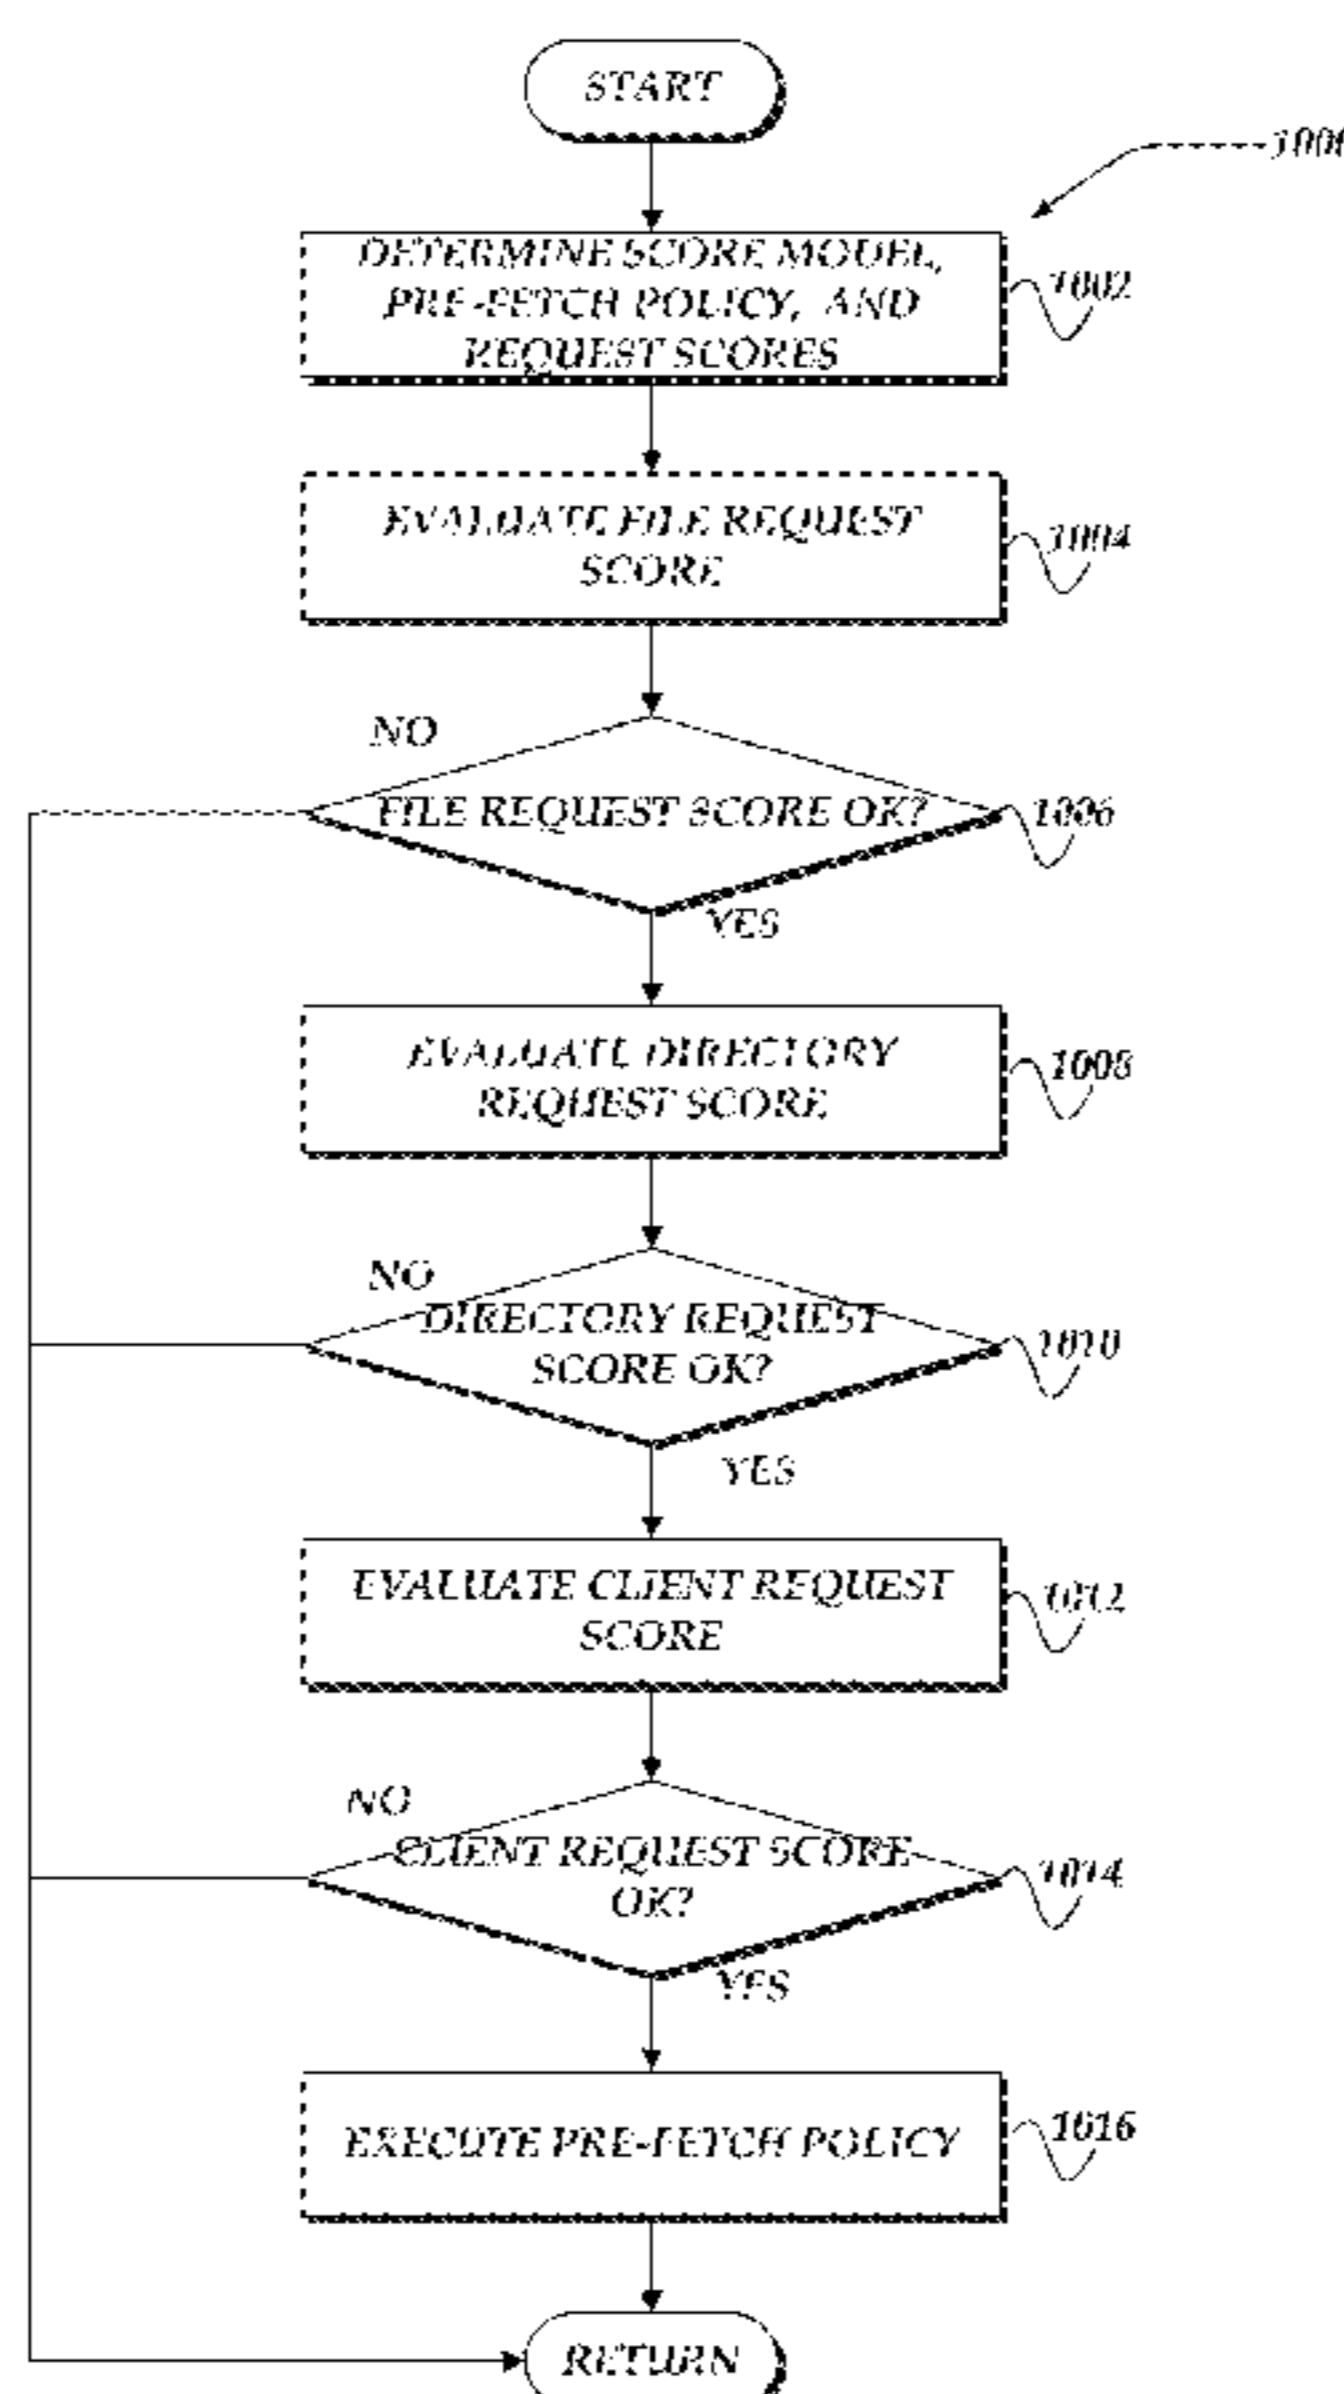 START
1000
DETERMINE SCORE MODEL,
PRE-FETCH POLICY, AND
REQUEST SCORES
1002
EVALUATE FILE REQUEST
SCORE
1004
NO
FILE REQUEST SCORE OK?
1006
YES
EVALUATE DIRECTORY
REQUEST SCORE
1008
NO
DIRECTORY REQUEST
SCORE OK?
1010
YES
EVALUATE CLIENT REQUEST
SCORE
1012
NO
CLIENT REQUEST SCORE
OK?
1014
YES
EXECUTE PRE-FETCH POLICY
1016
RETURN